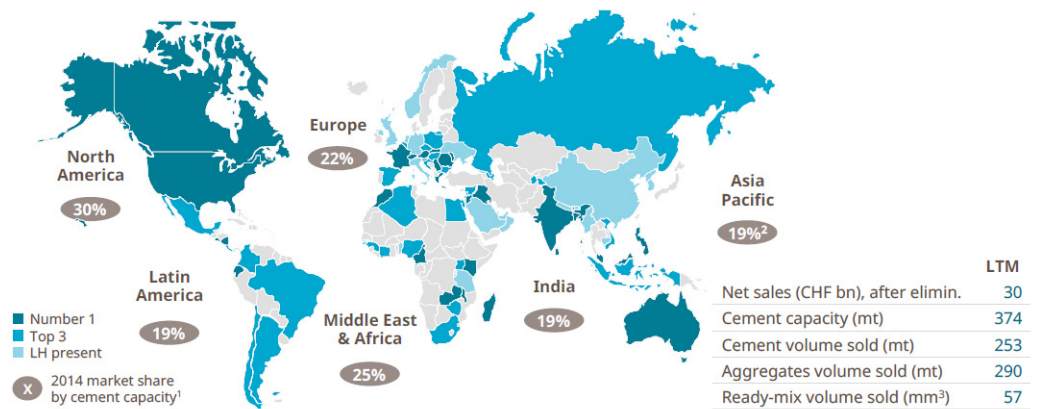 Europe
22%
North
America
30%
Asia
Pacific
19%²
Latin
America
19%
India
19%
Middle East
& Africa
25%
Number 1
Top 3
LH present
X 2014 market share
by cement capacity¹
LTM
Net sales (CHF bn), after elimin. 30
Cement capacity (mt) 374
Cement volume sold (mt) 253
Aggregates volume sold (mt) 290
Ready-mix volume sold (mm³) 57